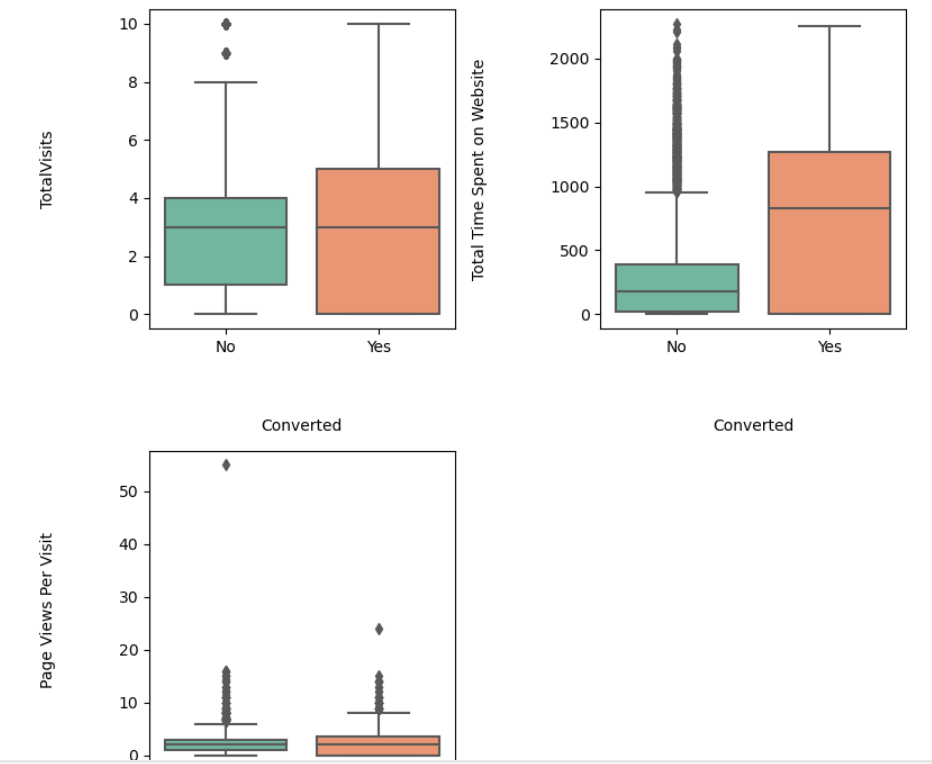 TotalVisits
10
8
6
4
2
0
No Yes
Converted
Total Time Spent on Website
2000
1500
1000
500
0
No Yes
Converted
Page Views Per Visit
50
40
30
20
10
0